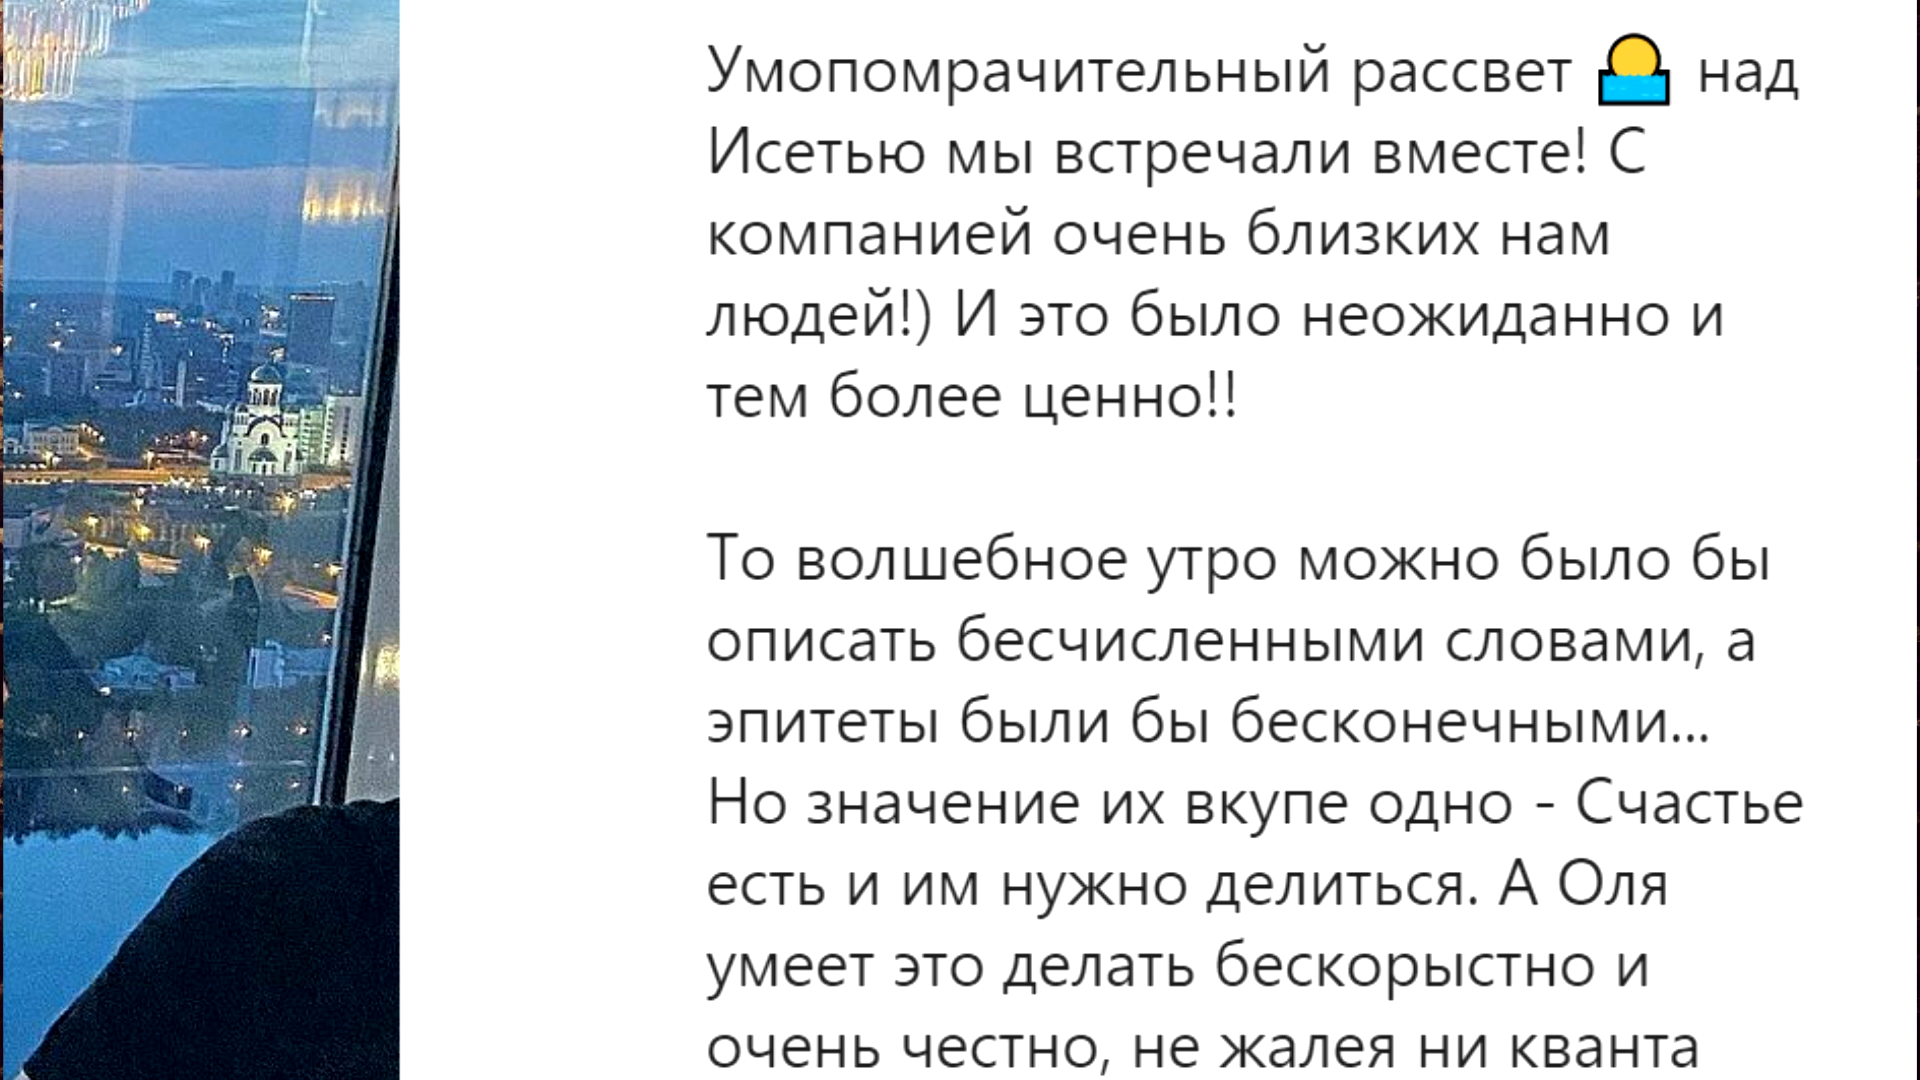 Умопомрачительный рассвет 🌅 над
Исетью мы встречали вместе! С
компанией очень близких нам
людей!) И это было неожиданно и
тем более ценно!!
То волшебное утро можно было бы
описать бесчисленными словами, а
эпитеты были бы бесконечными...
Но значение их вкупе одно - Счастье
есть и им нужно делиться. А Оля
умеет это делать бескорыстно и
очень честно, не жалея ни кванта